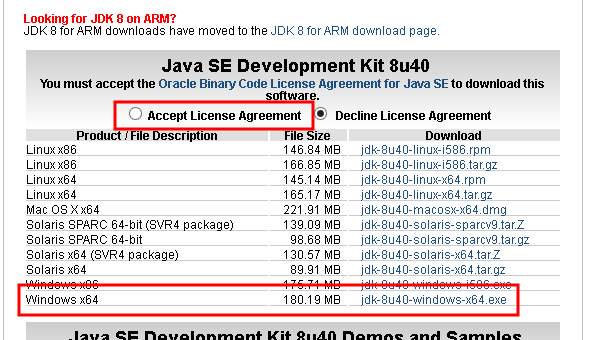 Looking for JDK 8 on ARM?
JDK 8 for ARM downloads have moved to the JDK 8 for ARM download page.
Java SE Development Kit 8u40
You must accept the Oracle Binary Code License Agreement for Java SE to download this
software.
Accept License Agreement Decline License Agreement
Product / File Description File Size Download
Linux x86 146.84 MB jdk-8u40-linux-i586.rpm
Linux x86 166.85 MB jdk-8u40-linux-i586.tar.gz
Linux x64 145.14 MB jdk-8u40-linux-x64.rpm
Linux x64 165.17 MB jdk-8u40-linux-x64.tar.gz
Mac OS X x64 221.91 MB jdk-8u40-macosx-x64.dmg
Solaris SPARC 64-bit (SVR4 package) 139.09 MB jdk-8u40-solaris-sparcv9.tar.Z
Solaris SPARC 64-bit 98.68 MB jdk-8u40-solaris-sparcv9.tar.gz
Solaris x64 (SVR4 package) 130.57 MB jdk-8u40-solaris-x64.tar.Z
Solaris x64 89.91 MB jdk-8u40-solaris-x64.tar.gz
Windows x86 175.71 MB jdk-8u40-windows-i586.exe
Windows x64 180.19 MB jdk-8u40-windows-x64.exe
Java SE Development Kit 8u40 Demos and Samples